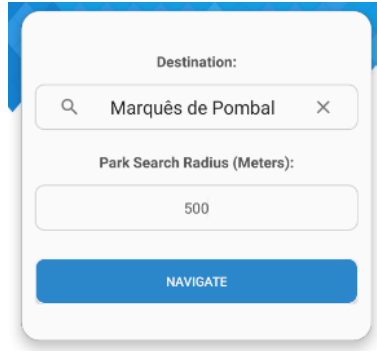 Destination:
Marquês de Pombal
Park Search Radius (Meters):
500
NAVIGATE